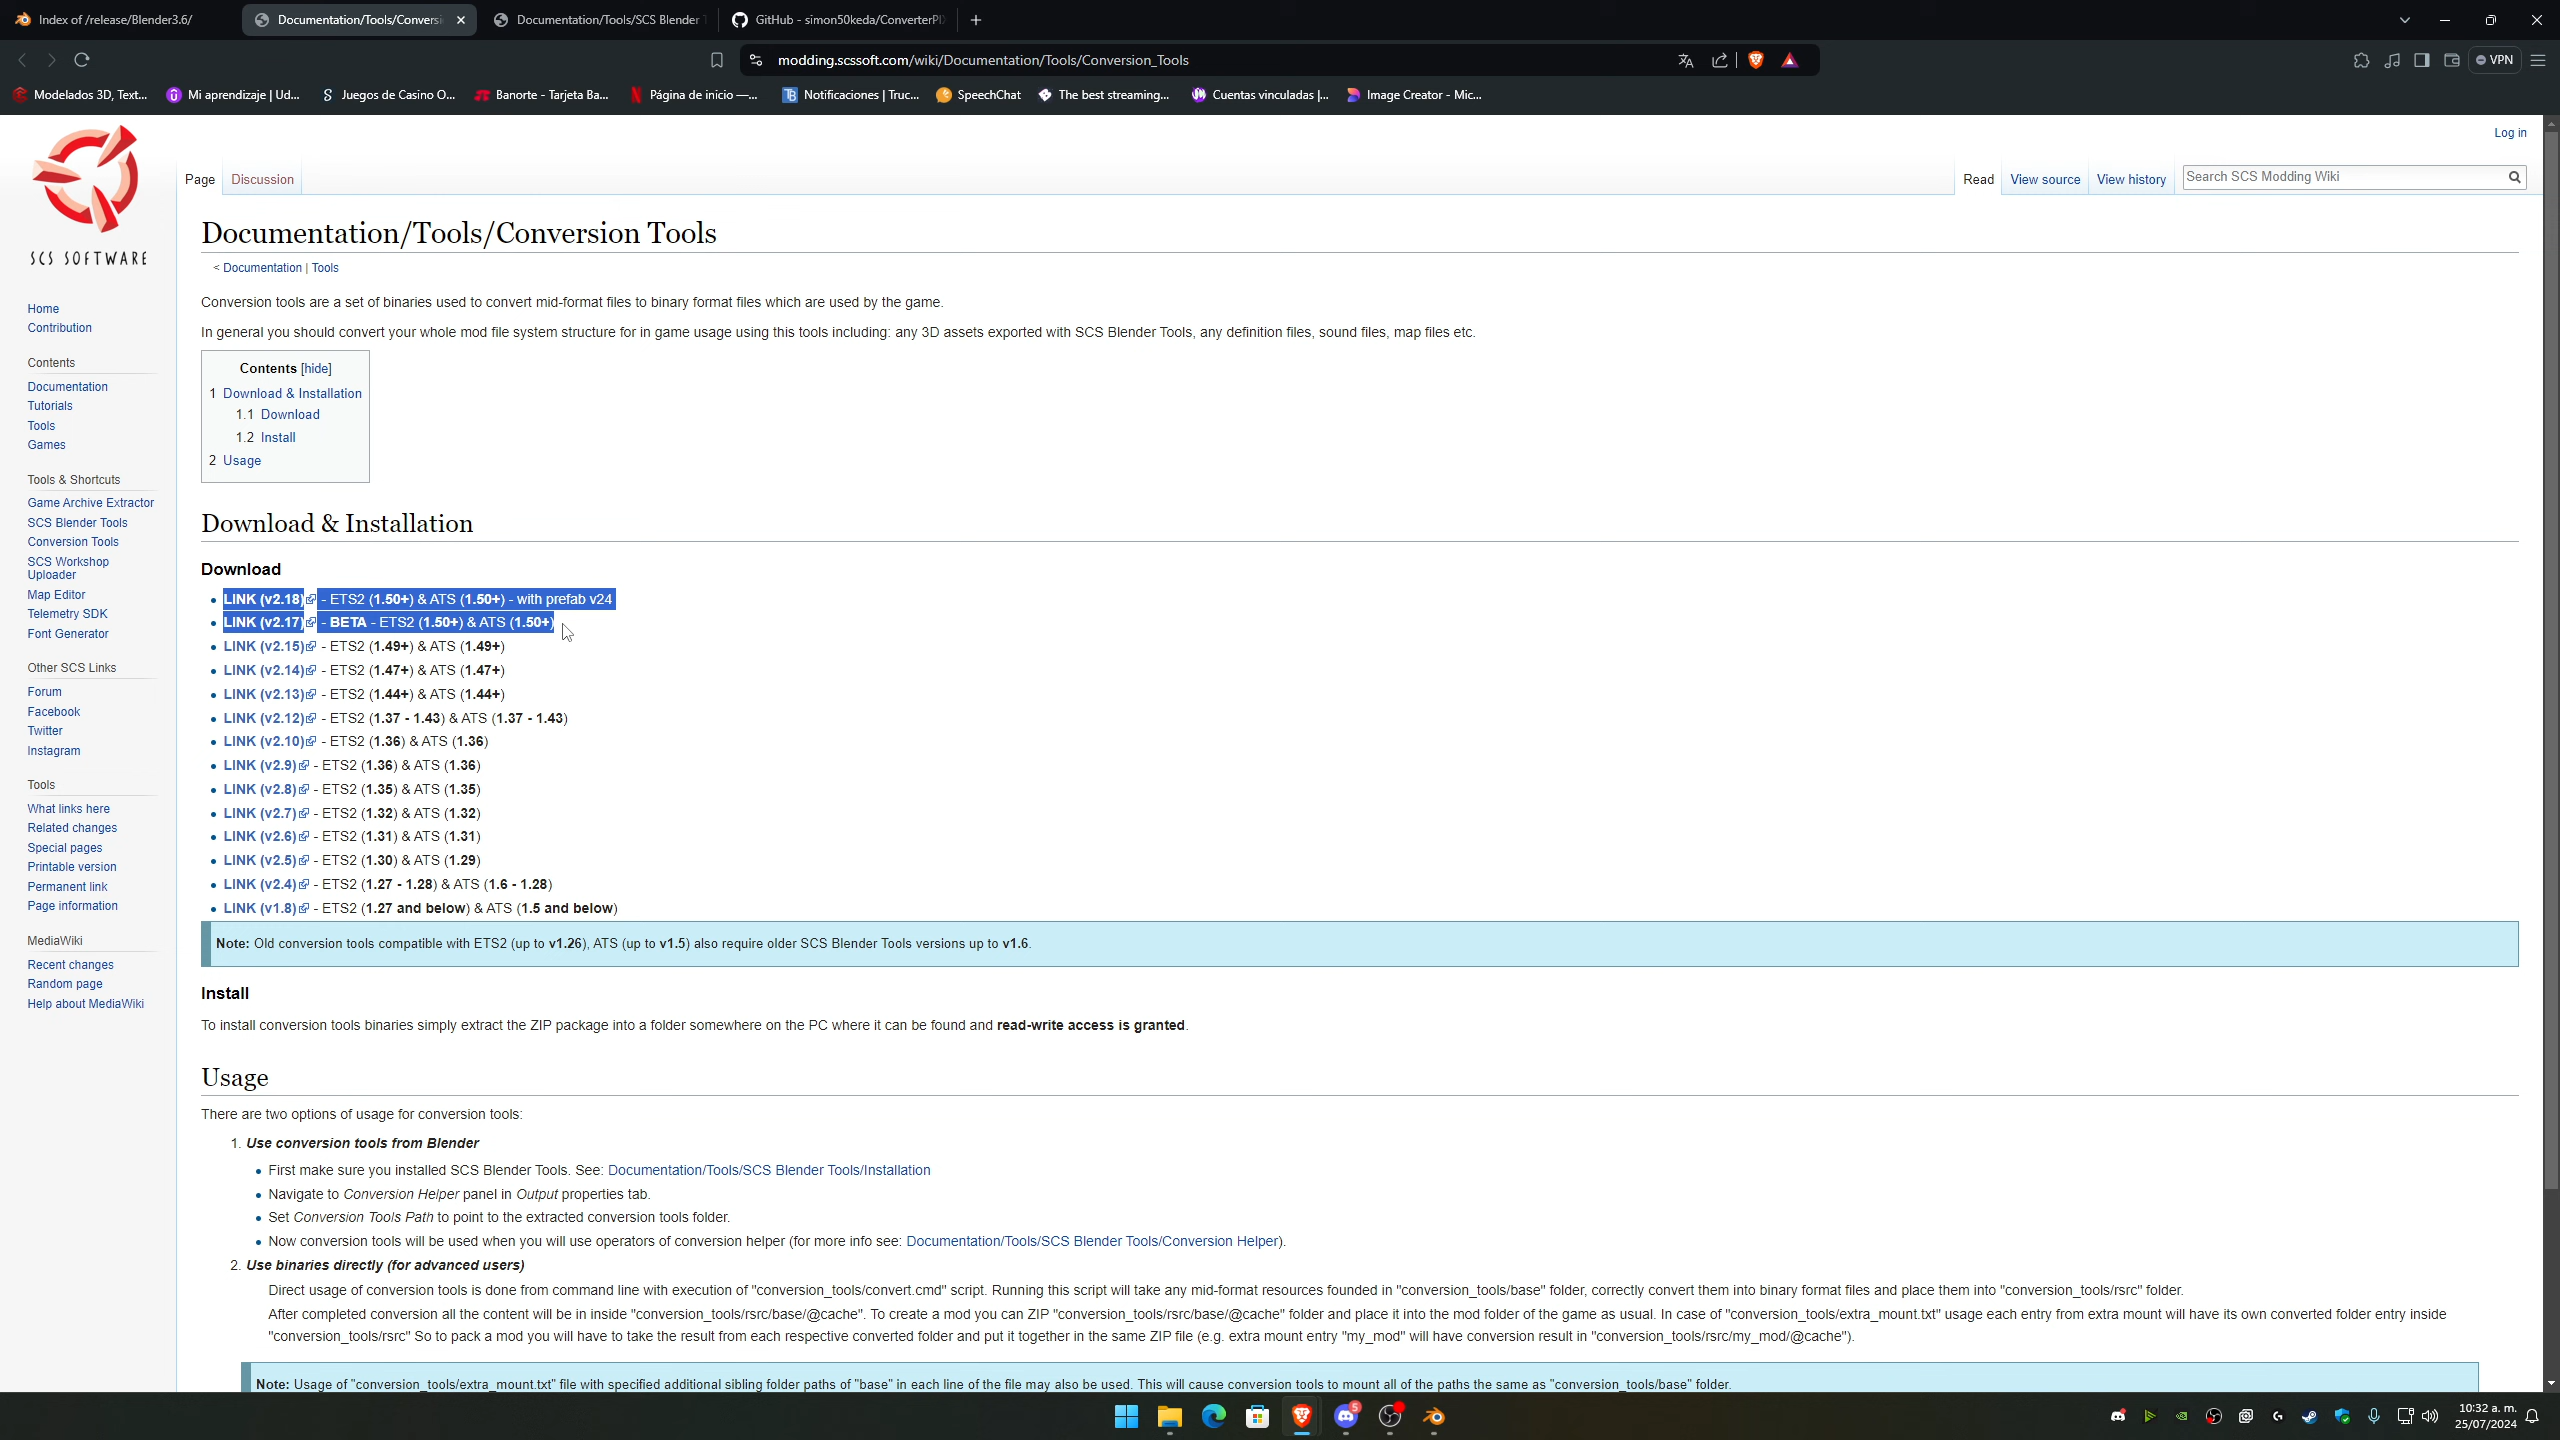 Index of /release/Blender3.6/
Documentation/Tools/Conversi
Documentation/Tools/SCS Blender T
GitHub - simon50keda/ConverterPI
modding.scssoft.com/wiki/Documentation/Tools/Conversion_Tools
VPN
Modelados 3D, Text...
Mi aprendizaje | Ud...
Juegos de Casino O...
Banorte - Tarjeta Ba...
Página de inicio —...
Notificaciones | Truc...
SpeechChat
The best streaming...
Cuentas vinculadas |...
Image Creator - Mic...
Log in
SCS SOFTWARE
Page
Discussion
Read
View source
View history
Search SCS Modding Wiki
Home
Contribution
Contents
Documentation
Tutorials
Tools
Games
Tools & Shortcuts
Game Archive Extractor
SCS Blender Tools
Conversion Tools
SCS Workshop
Uploader
Map Editor
Telemetry SDK
Font Generator
Other SCS Links
Forum
Facebook
Twitter
Instagram
Tools
What links here
Related changes
Special pages
Printable version
Permanent link
Page information
MediaWiki
Recent changes
Random page
Help about MediaWiki
Documentation/Tools/Conversion Tools
< Documentation | Tools
Conversion tools are a set of binaries used to convert mid-format files to binary format files which are used by the game.
In general you should convert your whole mod file system structure for in game usage using this tools including: any 3D assets exported with SCS Blender Tools, any definition files, sound files, map files etc.
Contents [hide]
1 Download & Installation
1.1 Download
1.2 Install
2 Usage
Download & Installation
Download
LINK (v2.18) - ETS2 (1.50+) & ATS (1.50+) - with prefab v24
LINK (v2.17) - BETA - ETS2 (1.50+) & ATS (1.50+)
LINK (v2.15) - ETS2 (1.49+) & ATS (1.49+)
LINK (v2.14) - ETS2 (1.47+) & ATS (1.47+)
LINK (v2.13) - ETS2 (1.44+) & ATS (1.44+)
LINK (v2.12) - ETS2 (1.37 - 1.43) & ATS (1.37 - 1.43)
LINK (v2.10) - ETS2 (1.36) & ATS (1.36)
LINK (v2.9) - ETS2 (1.36) & ATS (1.36)
LINK (v2.8) - ETS2 (1.35) & ATS (1.35)
LINK (v2.7) - ETS2 (1.32) & ATS (1.32)
LINK (v2.6) - ETS2 (1.31) & ATS (1.31)
LINK (v2.5) - ETS2 (1.30) & ATS (1.29)
LINK (v2.4) - ETS2 (1.27 - 1.28) & ATS (1.6 - 1.28)
LINK (v1.8) - ETS2 (1.27 and below) & ATS (1.5 and below)
Note: Old conversion tools compatible with ETS2 (up to v1.26), ATS (up to v1.5) also require older SCS Blender Tools versions up to v1.6.
Install
To install conversion tools binaries simply extract the ZIP package into a folder somewhere on the PC where it can be found and read-write access is granted.
Usage
There are two options of usage for conversion tools:
1. Use conversion tools from Blender
First make sure you installed SCS Blender Tools. See: Documentation/Tools/SCS Blender Tools/Installation
Navigate to Conversion Helper panel in Output properties tab.
Set Conversion Tools Path to point to the extracted conversion tools folder.
Now conversion tools will be used when you will use operators of conversion helper (for more info see: Documentation/Tools/SCS Blender Tools/Conversion Helper).
2. Use binaries directly (for advanced users)
Direct usage of conversion tools is done from command line with execution of "conversion_tools/convert.cmd" script. Running this script will take any mid-format resources founded in "conversion_tools/base" folder, correctly convert them into binary format files and place them into "conversion_tools/rsrc" folder.
After completed conversion all the content will be in inside "conversion_tools/rsrc/base/@cache". To create a mod you can ZIP "conversion_tools/rsrc/base/@cache" folder and place it into the mod folder of the game as usual. In case of "conversion_tools/extra_mount.txt" usage each entry from extra mount will have its own converted folder entry inside
"conversion_tools/rsrc" So to pack a mod you will have to take the result from each respective converted folder and put it together in the same ZIP file (e.g. extra mount entry "my_mod" will have conversion result in "conversion_tools/rsrc/my_mod/@cache").
Note: Usage of "conversion_tools/extra_mount.txt" file with specified additional sibling folder paths of "base" in each line of the file may also be used. This will cause conversion tools to mount all of the paths the same as "conversion_tools/base" folder.
5
10:32 a. m.
25/07/2024